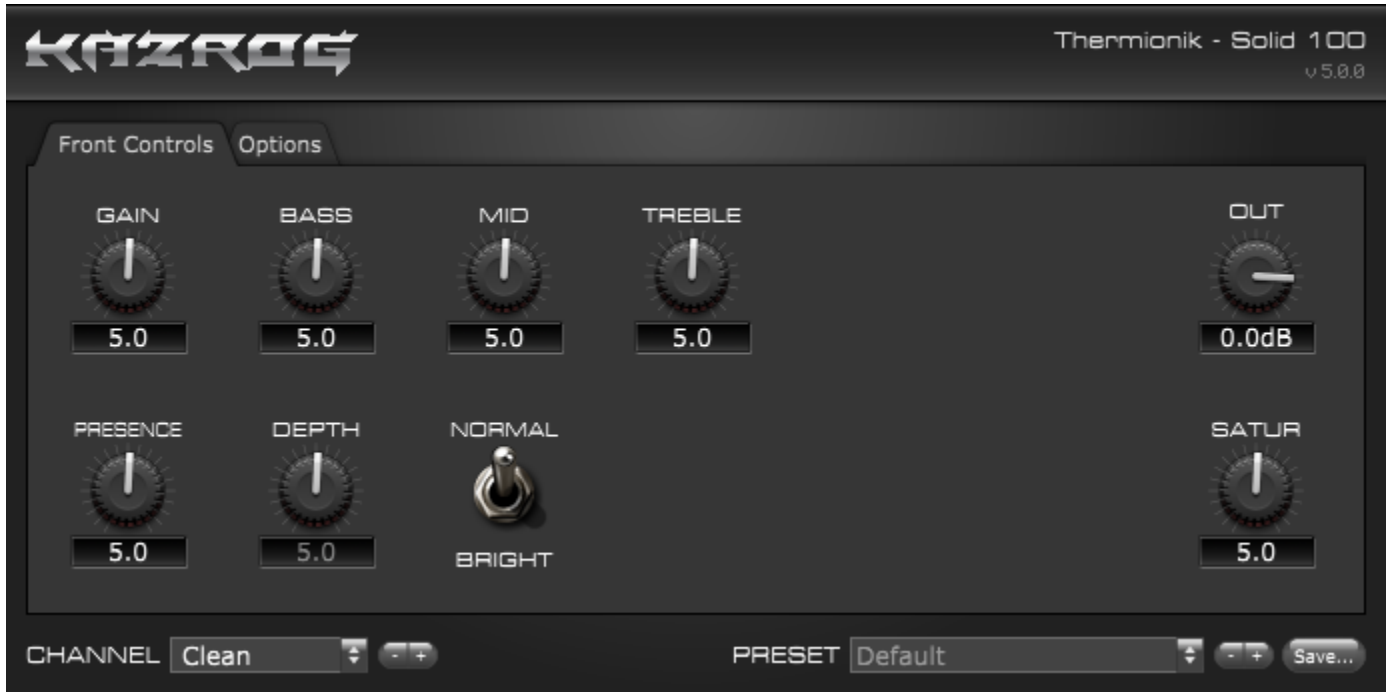 KAZROG
Thermionik - Solid 100
v 5.0.0
Front Controls Options
GAIN BASS MID TREBLE OUT
5.0 5.0 5.0 5.0 0.0dB
PRESENCE DEPTH NORMAL SATUR
5.0 5.0 BRIGHT 5.0
CHANNEL Clean - + PRESET Default - + Save...